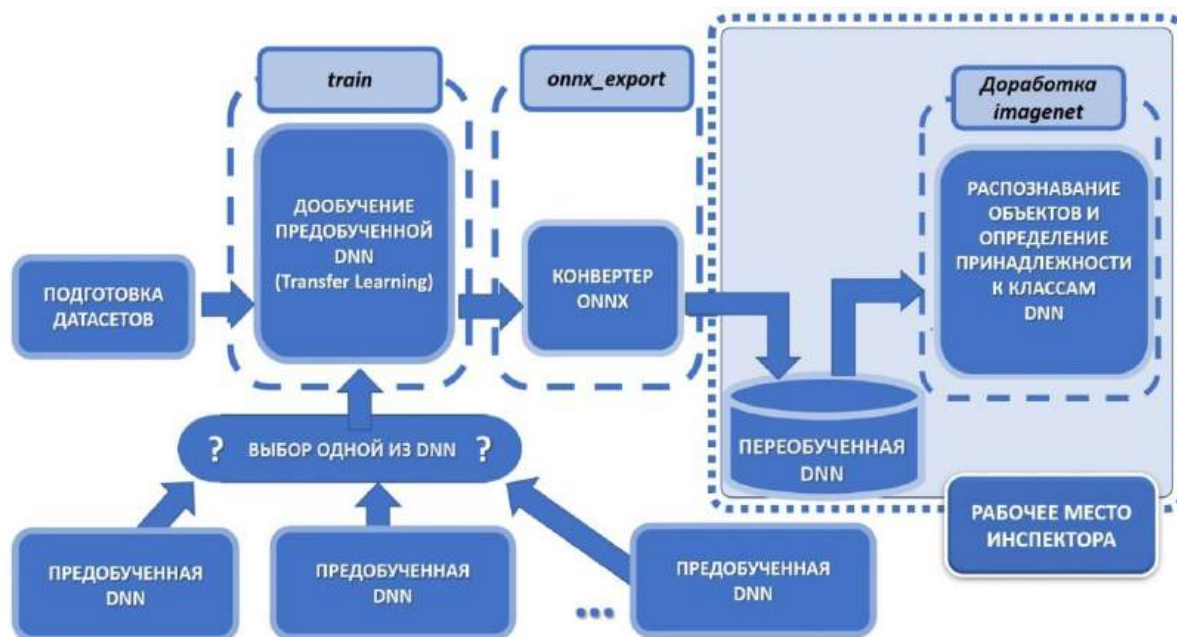 train
onnx_export
Доработка
imagenet
ДООБУЧЕНИЕ
ПРЕДОБУЧЕННОЙ
DNN
(Transfer Learning)
РАСПОЗНАВАНИЕ
ОБЪЕКТОВ И
ОПРЕДЕЛЕНИЕ
ПРИНАДЛЕЖНОСТИ
К КЛАССАМ
DNN
ПОДГОТОВКА
ДАТАСЕТОВ
КОНВЕРТЕР
ONNX
? ВЫБОР ОДНОЙ ИЗ DNN ?
ПЕРЕОБУЧЕННАЯ
DNN
РАБОЧЕЕ МЕСТО
ИНСПЕКТОРА
ПРЕДОБУЧЕННАЯ
DNN
ПРЕДОБУЧЕННАЯ
DNN
...
ПРЕДОБУЧЕННАЯ
DNN